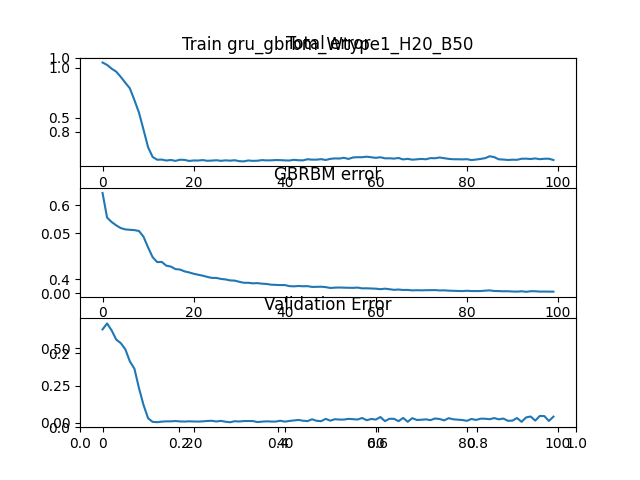 Train gru_gbrbm_Wtype1_H20_B50
Total error
1.0
1.0
0.5
0.8
0 20 40 60 80 100
GBRBM error
0.6
0.05
0.4
0.00
0 20 40 60 80 100
Validation Error
0.50
0.2
0.25
0.00
0.0
0 20 40 60 80 100
0.0 0.2 0.4 0.6 0.8 1.0